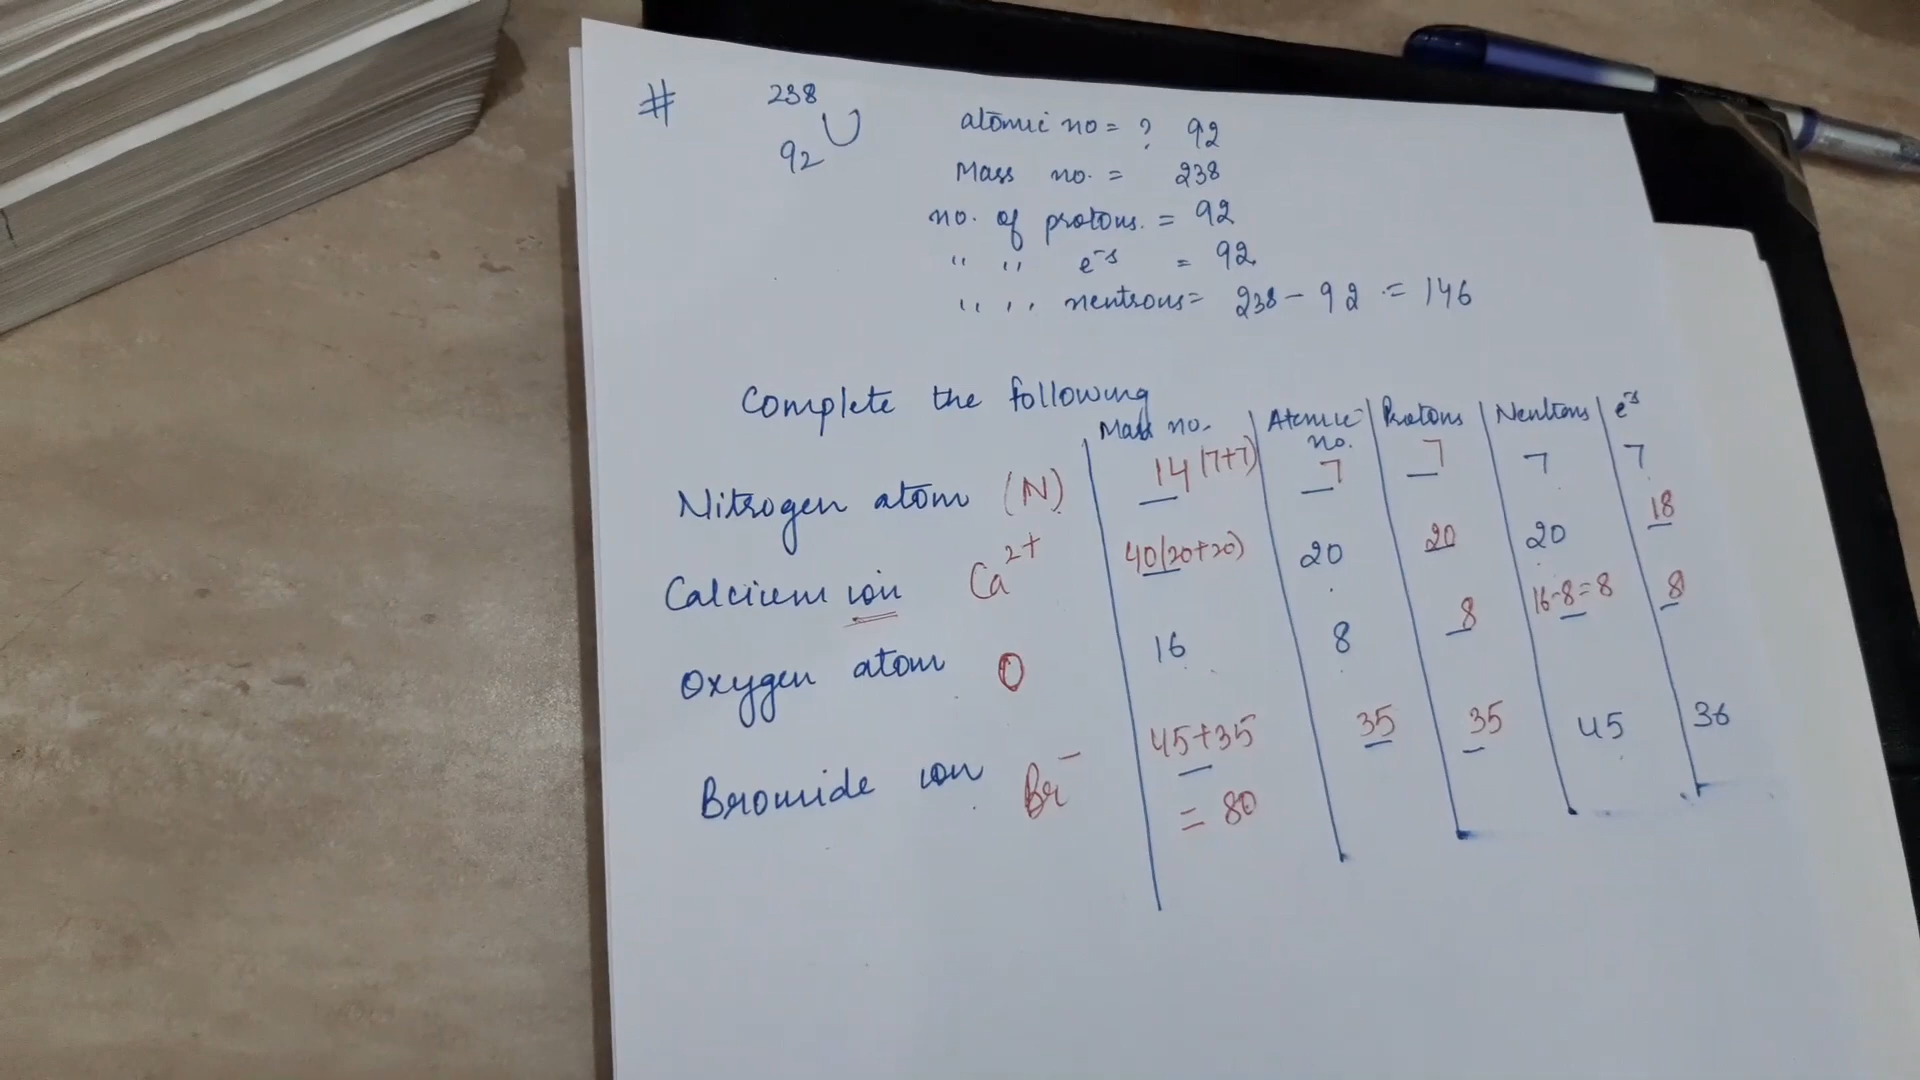 # 238
92 U
atomic no = ? 92
Mass no. = 238
no. of protons. = 92
" " e⁻s = 92
" " neutrons = 238 - 92 = 146
Complete the following
Mass no. Atomic no. Protons Neutrons e⁻s
Nitrogen atom (N) 14 (7+7) 7 7 7 7
Calcium ion Ca²⁺ 40(20+20) 20 20 20 18
Oxygen atom O 16 8 8 16-8=8 8
Bromide ion Br⁻ 45+35 35 35 45 36
= 80